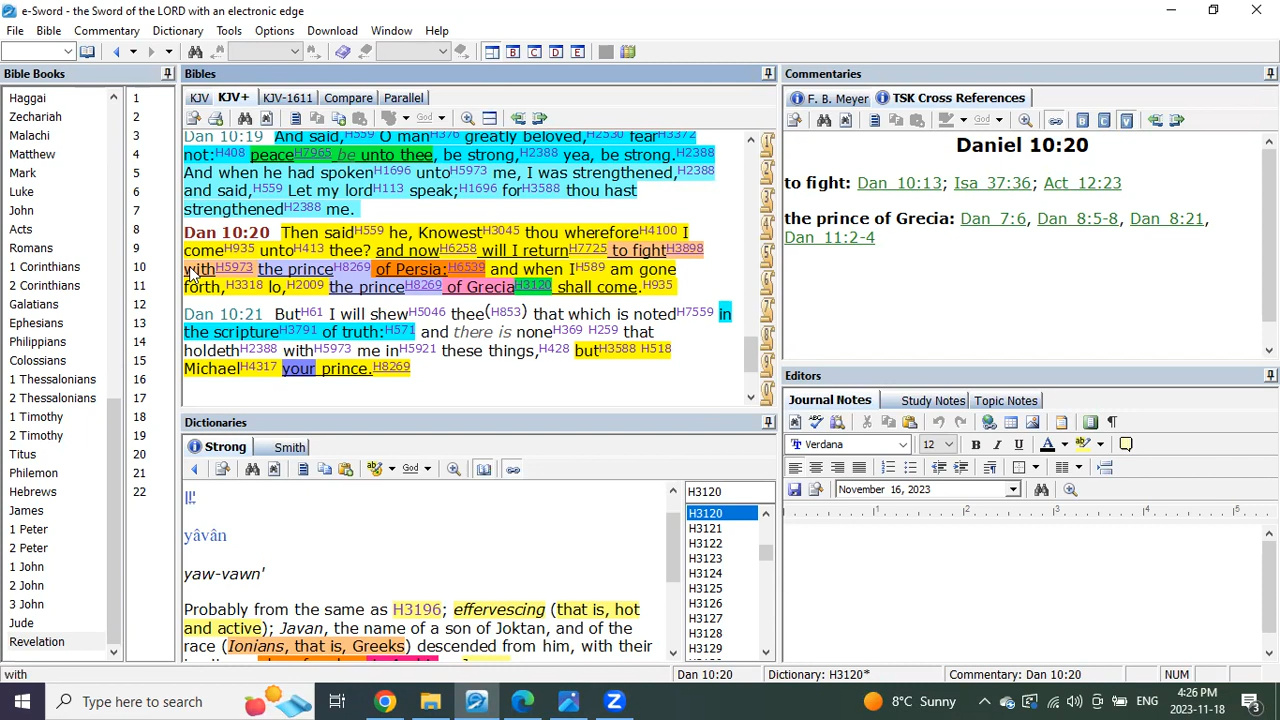 e-Sword - the Sword of the LORD with an electronic edge
File Bible Commentary Dictionary Tools Options Download Window Help
B C D E
Bible Books
Haggai 1
Zechariah 2
Malachi 3
Matthew 4
Mark 5
Luke 6
John 7
Acts 8
Romans 9
1 Corinthians 10
2 Corinthians 11
Galatians 12
Ephesians 13
Philippians 14
Colossians 15
1 Thessalonians 16
2 Thessalonians 17
1 Timothy 18
2 Timothy 19
Titus 20
Philemon 21
Hebrews 22
James
1 Peter
2 Peter
1 John
2 John
3 John
Jude
Revelation
Bibles
KJV KJV+ KJV-1611 Compare Parallel
God
Dan 10:19 And said,H559 O manH376 greatly beloved,H2530 fearH3372
not:H408 peaceH7965 be unto thee, be strong,H2388 yea, be strong.H2388
And when he had spokenH1696 untoH5973 me, I was strengthened,H2388
and said,H559 Let my lordH113 speak;H1696 forH3588 thou hast
strengthenedH2388 me.
Dan 10:20 Then saidH559 he, KnowestH3045 thou whereforeH4100 I
comeH935 untoH413 thee? and nowH6258 will I returnH7725 to fightH3898
withH5973 the princeH8269 of Persia:H6539 and when IH589 am gone
forth,H3318 lo,H2009 the princeH8269 of GreciaH3120 shall come.H935
Dan 10:21 ButH61 I will shewH5046 thee(H853) that which is notedH7559 in
the scriptureH3791 of truth:H571 and there is noneH369 H259 that
holdethH2388 withH5973 me inH5921 these things,H428 butH3588 H518
MichaelH4317 your prince.H8269
Dictionaries
Strong Smith
God
yâvân
yaw-vawn'
Probably from the same as H3196; effervescing (that is, hot
and active); Javan, the name of a son of Joktan, and of the
race (Ionians, that is, Greeks) descended from him, with their
H3120
H3120
H3121
H3122
H3123
H3124
H3125
H3126
H3127
H3128
H3129
Commentaries
F. B. Meyer TSK Cross References
God B C V
Daniel 10:20
to fight: Dan_10:13; Isa_37:36; Act_12:23
the prince of Grecia: Dan_7:6, Dan_8:5-8, Dan_8:21,
Dan_11:2-4
Editors
Journal Notes Study Notes Topic Notes
Verdana 12 B I U A
November 16, 2023
1 2 3 4 5
with Dan 10:20 Dictionary: H3120* Commentary: Dan 10:20 NUM
Type here to search 8°C Sunny ENG 4:26 PM
2023-11-18 3